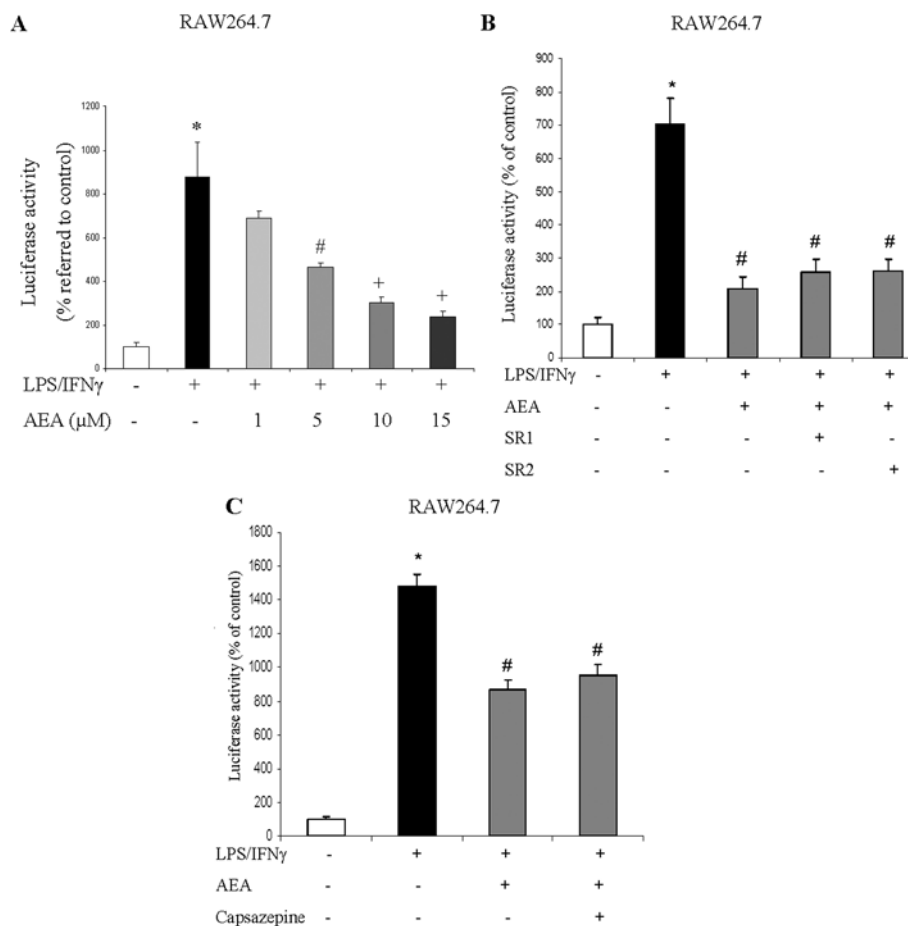 A
RAW264.7
Luciferase activity
(% referred to control)
1200
1000
800
600
400
200
0
*
#
+
+
LPS/IFNγ - + + + + +
AEA (μM) - - 1 5 10 15
B
RAW264.7
Luciferase activity (% of control)
900
800
700
600
500
400
300
200
100
0
*
#
#
#
LPS/IFNγ - + + + +
AEA - - + + +
SR1 - - - + -
SR2 - - - - +
C
RAW264.7
Luciferase activity (% of control)
1800
1600
1400
1200
1000
800
600
400
200
0
*
#
#
LPS/IFNγ - + + +
AEA - - + +
Capsazepine - - - +